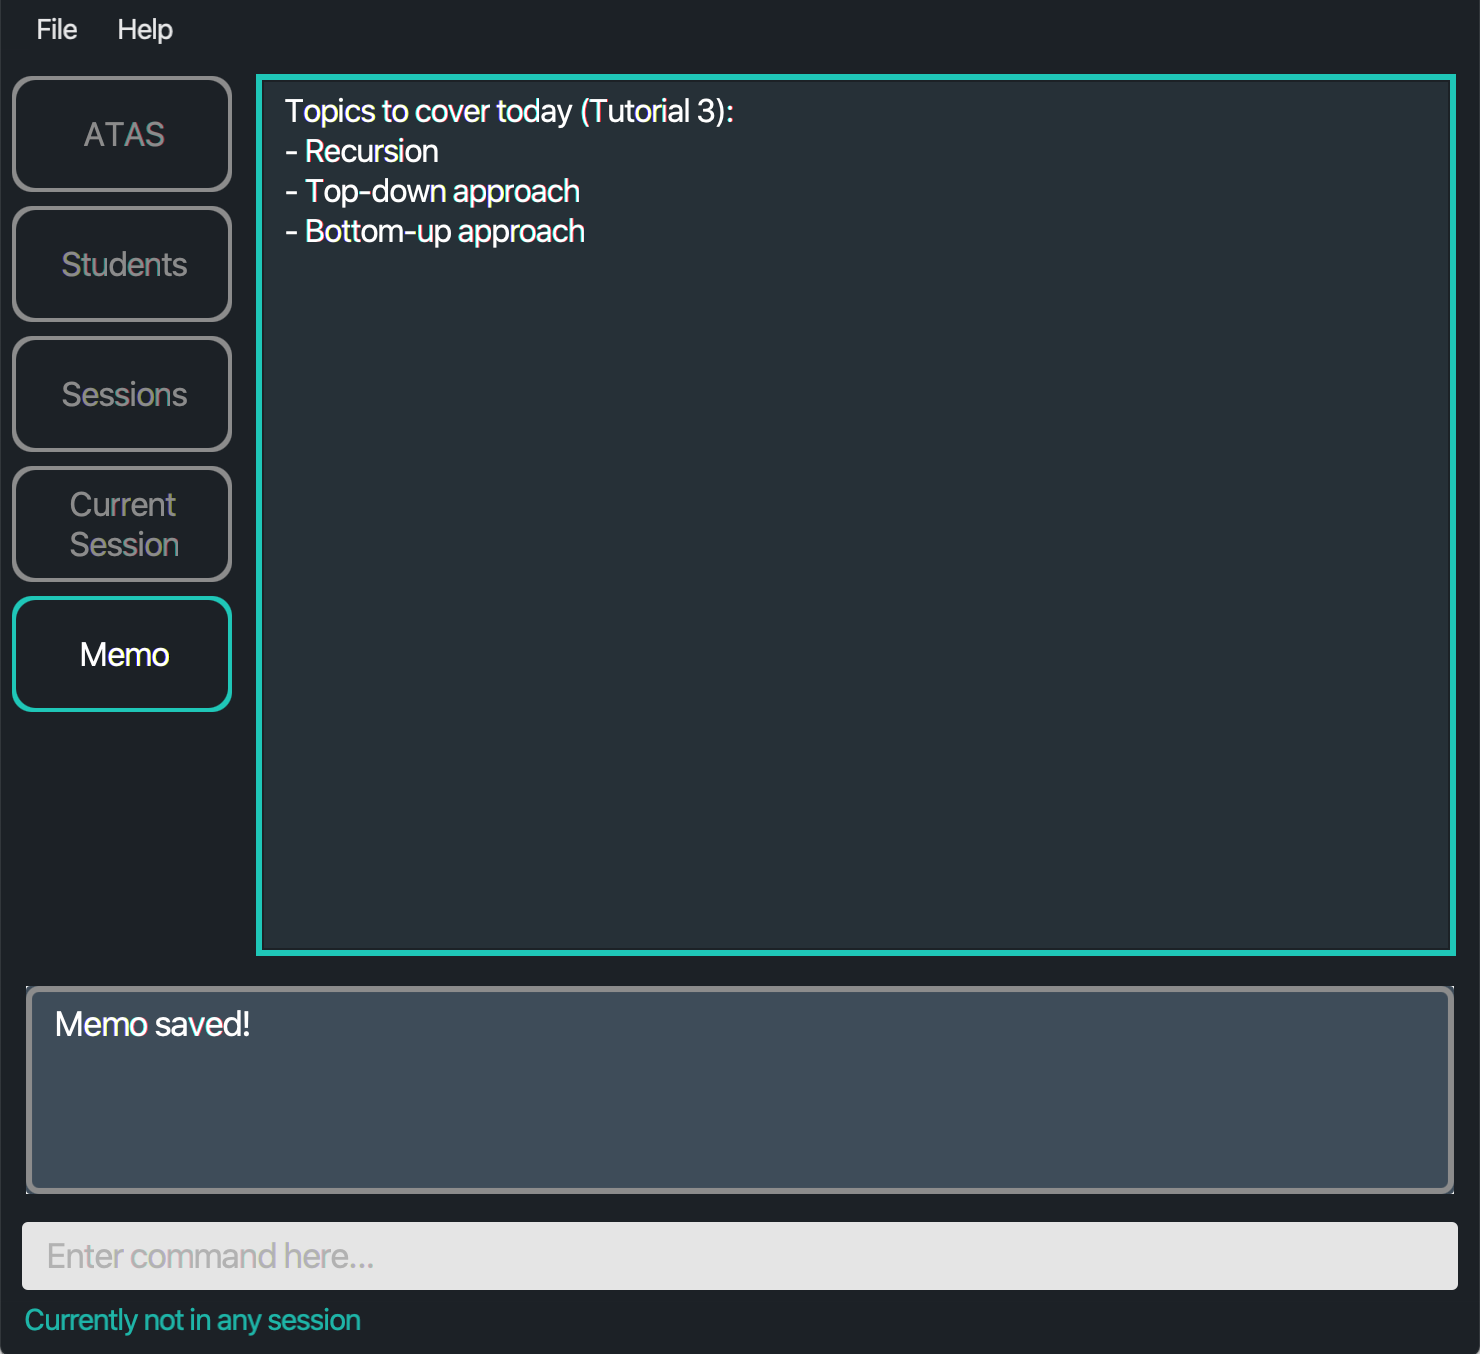 File Help
ATAS
Students
Sessions
Current
Session
Memo
Topics to cover today (Tutorial 3):
- Recursion
- Top-down approach
- Bottom-up approach
Memo saved!
Enter command here...
Currently not in any session